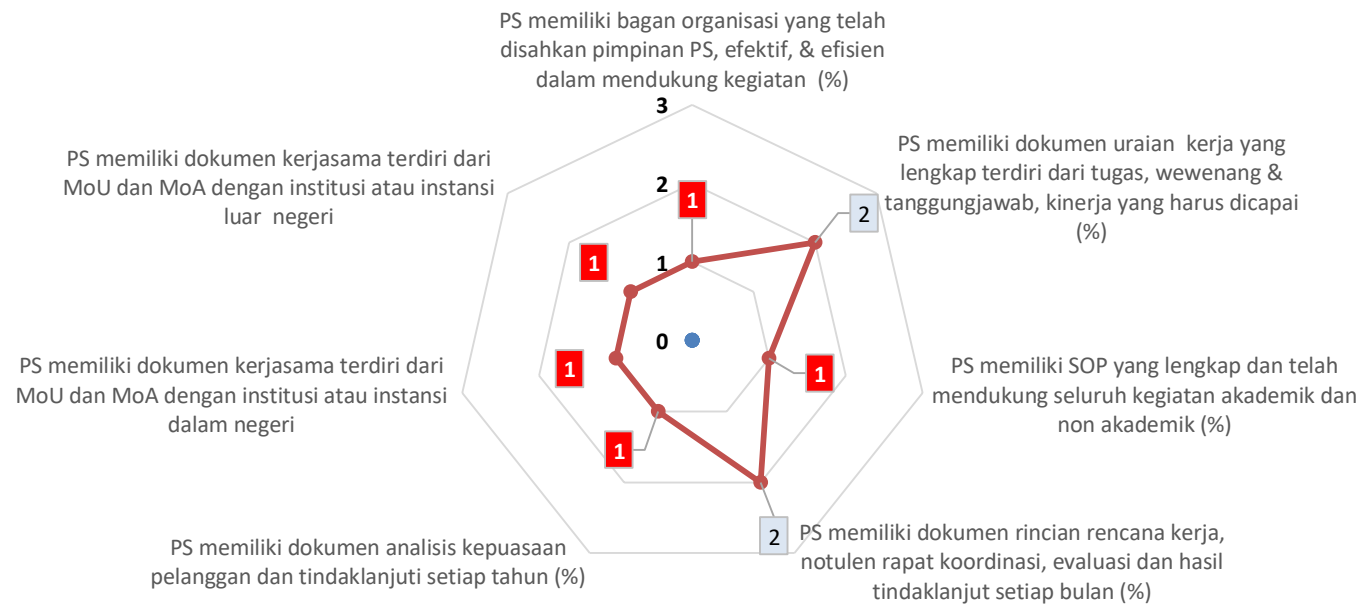 PS memiliki bagan organisasi yang telah
disahkan pimpinan PS, efektif, & efisien
dalam mendukung kegiatan (%)
3
PS memiliki dokumen uraian kerja yang
lengkap terdiri dari tugas, wewenang &
tanggungjawab, kinerja yang harus dicapai
(%)
PS memiliki dokumen kerjasama terdiri dari
MoU dan MoA dengan institusi atau instansi
luar negeri
2
1
2
1
1
0
1
1
PS memiliki SOP yang lengkap dan telah
mendukung seluruh kegiatan akademik dan
non akademik (%)
PS memiliki dokumen kerjasama terdiri dari
MoU dan MoA dengan institusi atau instansi
dalam negeri
1
2
PS memiliki dokumen rincian rencana kerja,
notulen rapat koordinasi, evaluasi dan hasil
tindaklanjut setiap bulan (%)
PS memiliki dokumen analisis kepuasaan
pelanggan dan tindaklanjuti setiap tahun (%)